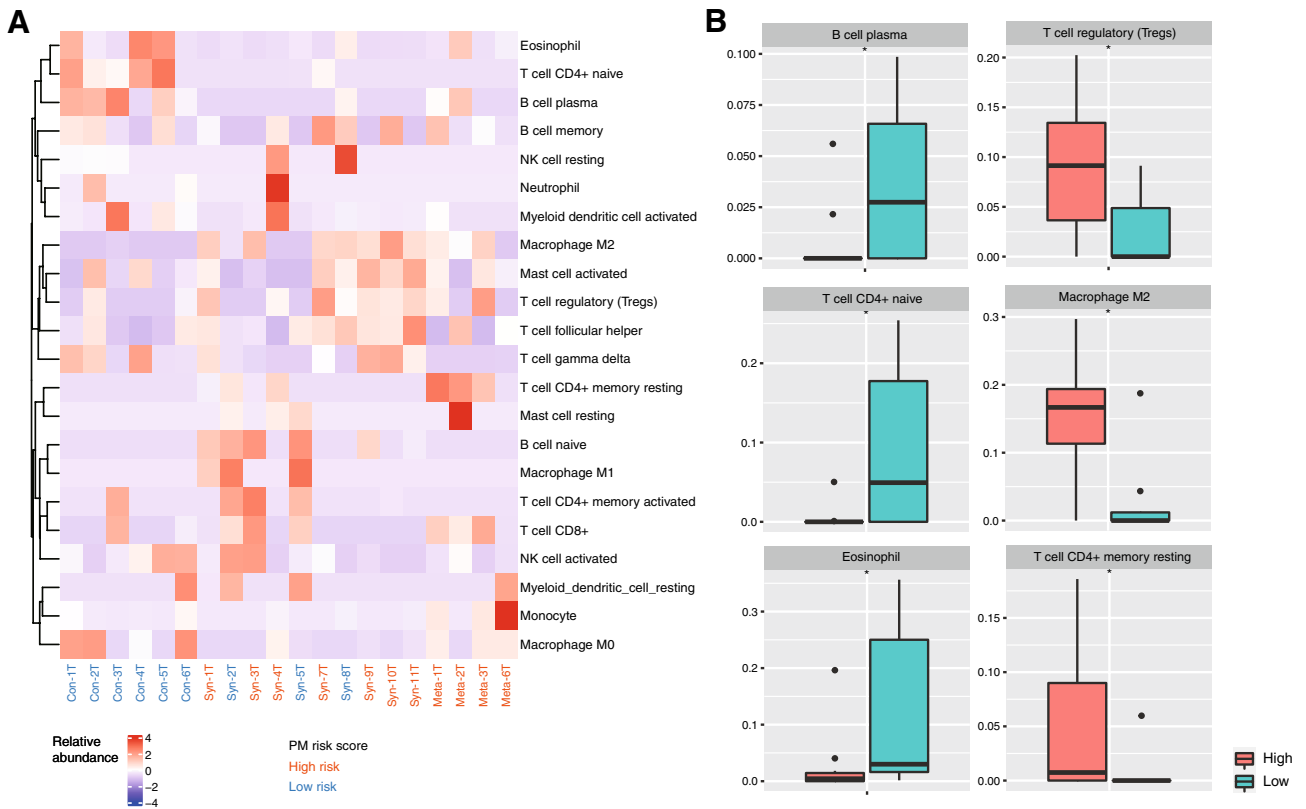 A
Eosinophil
T cell CD4+ naive
B cell plasma
B cell memory
NK cell resting
Neutrophil
Myeloid dendritic cell activated
Macrophage M2
Mast cell activated
T cell regulatory (Tregs)
T cell follicular helper
T cell gamma delta
T cell CD4+ memory resting
Mast cell resting
B cell naive
Macrophage M1
T cell CD4+ memory activated
T cell CD8+
NK cell activated
Myeloid_dendritic_cell_resting
Monocyte
Macrophage M0
Con-1T
Con-2T
Con-3T
Con-4T
Con-5T
Con-6T
Syn-1T
Syn-2T
Syn-3T
Syn-4T
Syn-5T
Syn-7T
Syn-8T
Syn-9T
Syn-10T
Syn-11T
Meta-1T
Meta-2T
Meta-3T
Meta-6T
Relative
abundance
4
2
0
−2
−4
PM risk score
High risk
Low risk
B
B cell plasma
*
0.100
0.075
0.050
0.025
0.000
T cell regulatory (Tregs)
*
0.20
0.15
0.10
0.05
0.00
T cell CD4+ naive
*
0.2
0.1
0.0
Macrophage M2
*
0.3
0.2
0.1
0.0
Eosinophil
*
0.3
0.2
0.1
0.0
T cell CD4+ memory resting
*
0.15
0.10
0.05
0.00
High
Low